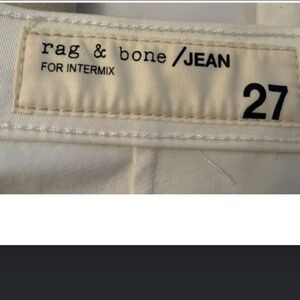 rag & bone /JEAN
FOR INTERMIX
27